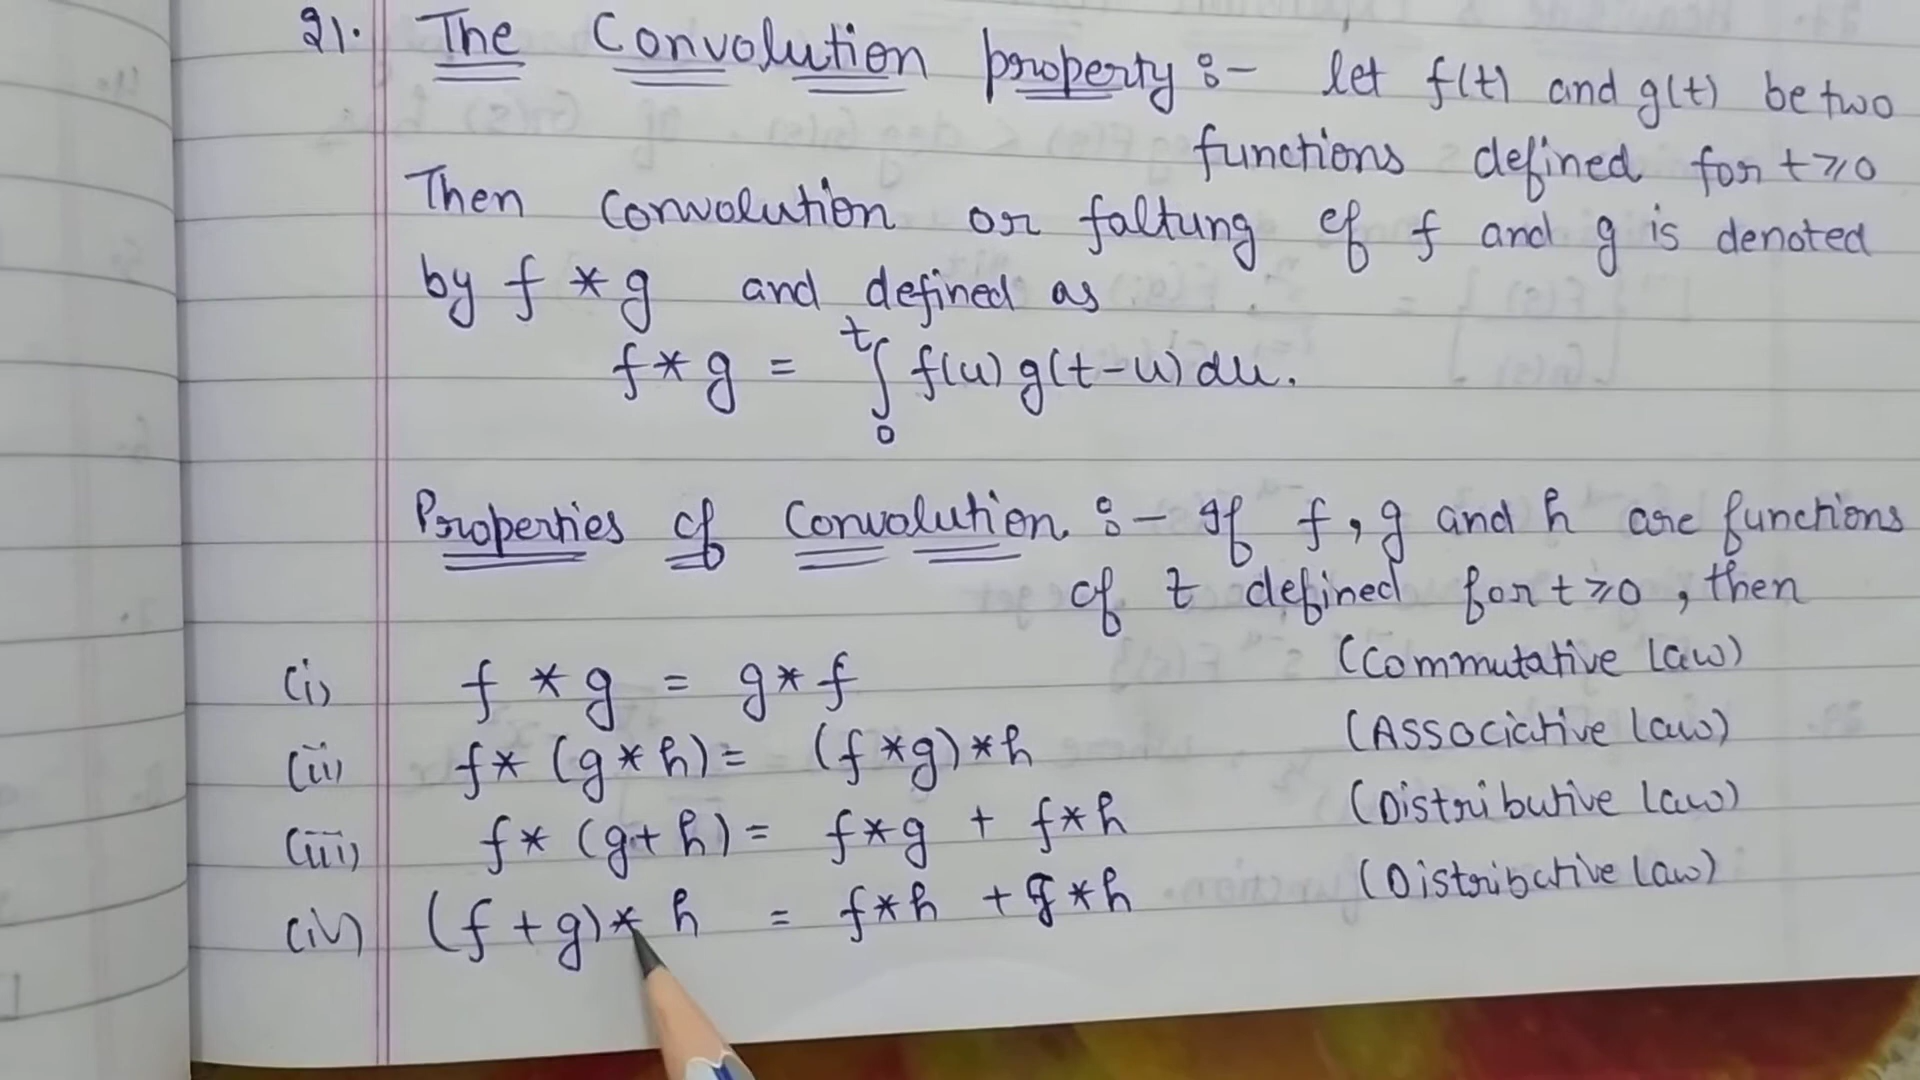 21. The Convolution property :- let f(t) and g(t) be two
functions defined for t≥0
Then convolution or faltung of f and g is denoted
by f * g and defined as
f * g = ∫₀ᵗ f(u) g(t-u) du.
Properties of Convolution :- If f, g and h are functions
of t defined for t≥0, then
(i) f * g = g * f (Commutative law)
(ii) f * (g * h) = (f * g) * h (Associative law)
(iii) f * (g + h) = f * g + f * h (Distributive law)
(iv) (f + g) * h = f * h + g * h (Distributive law)